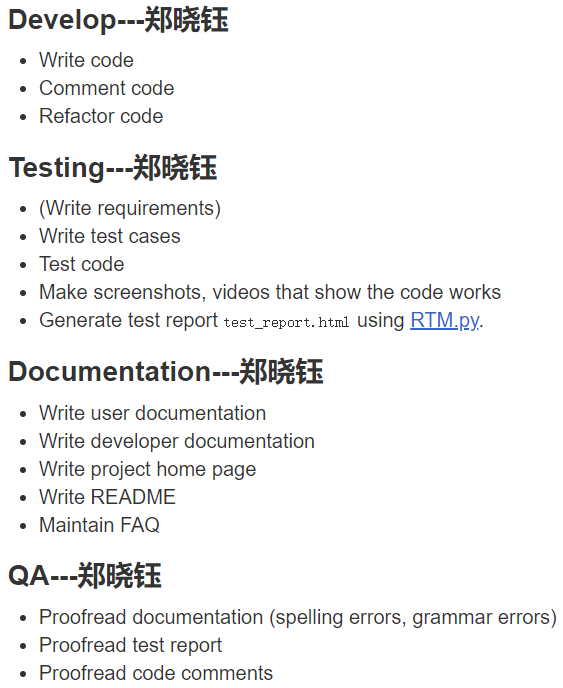 Develop---郑晓钰
Write code
Comment code
Refactor code
Testing---郑晓钰
(Write requirements)
Write test cases
Test code
Make screenshots, videos that show the code works
Generate test report test_report.html using RTM.py.
Documentation---郑晓钰
Write user documentation
Write developer documentation
Write project home page
Write README
Maintain FAQ
QA---郑晓钰
Proofread documentation (spelling errors, grammar errors)
Proofread test report
Proofread code comments